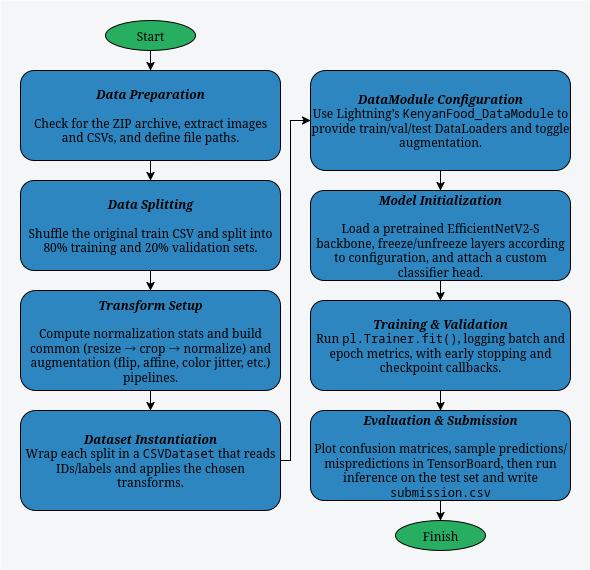 Start
Data Preparation
Check for the ZIP archive, extract images
and CSVs, and define file paths.
Data Splitting
Shuffle the original train CSV and split into
80% training and 20% validation sets.
Transform Setup
Compute normalization stats and build
common (resize → crop → normalize) and
augmentation (flip, affine, color jitter, etc.)
pipelines.
Dataset Instantiation
Wrap each split in a CSVDataset that reads
IDs/labels and applies the chosen
transforms.
DataModule Configuration
Use Lightning's KenyanFood_DataModule to
provide train/val/test DataLoaders and toggle
augmentation.
Model Initialization
Load a pretrained EfficientNetV2-S
backbone, freeze/unfreeze layers according
to configuration, and attach a custom
classifier head.
Training & Validation
Run pl.Trainer.fit(), logging batch and
epoch metrics, with early stopping and
checkpoint callbacks.
Evaluation & Submission
Plot confusion matrices, sample predictions/
mispredictions in TensorBoard, then run
inference on the test set and write
submission.csv
Finish